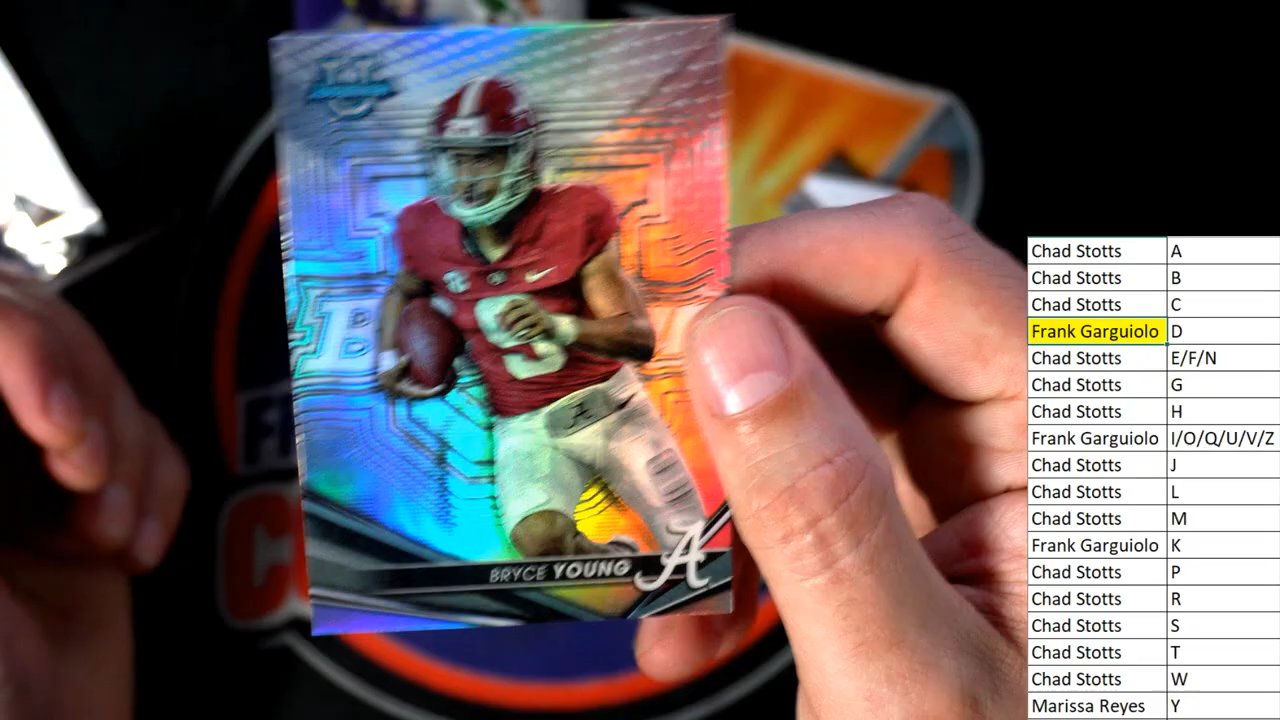 B
9
A
BRYCE YOUNG
A
Chad Stotts A
Chad Stotts B
Chad Stotts C
Frank Garguiolo D
Chad Stotts E/F/N
Chad Stotts G
Chad Stotts H
Frank Garguiolo I/O/Q/U/V/Z
Chad Stotts J
Chad Stotts L
Chad Stotts M
Frank Garguiolo K
Chad Stotts P
Chad Stotts R
Chad Stotts S
Chad Stotts T
Chad Stotts W
Marissa Reyes Y